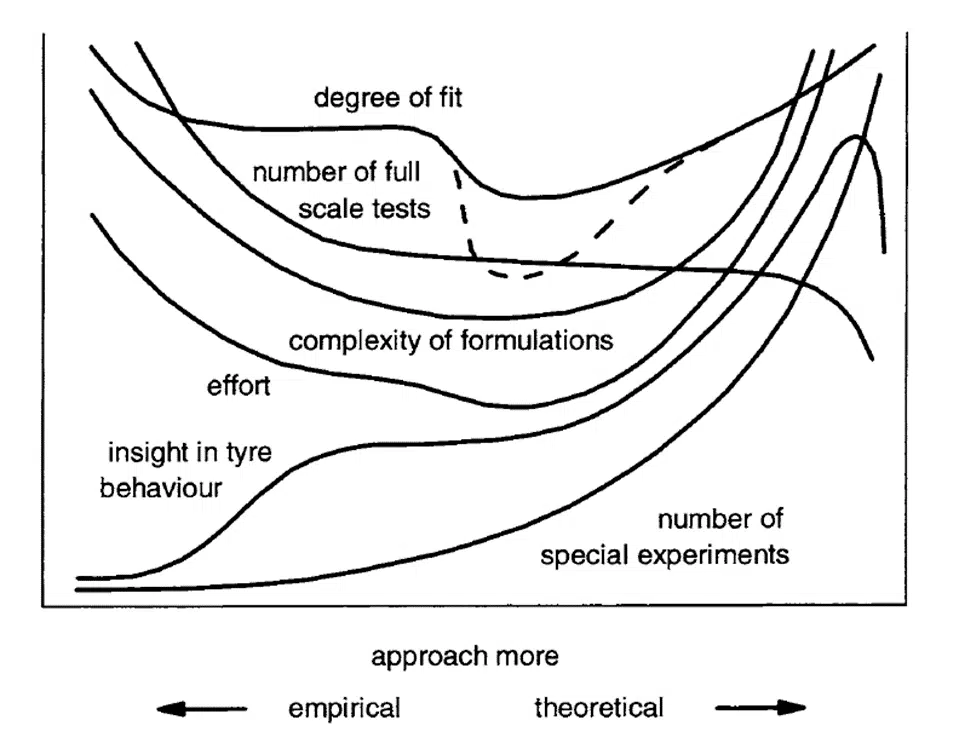 degree of fit
number of full
scale tests
complexity of formulations
effort
insight in tyre
behaviour
number of
special experiments
approach more
empirical theoretical